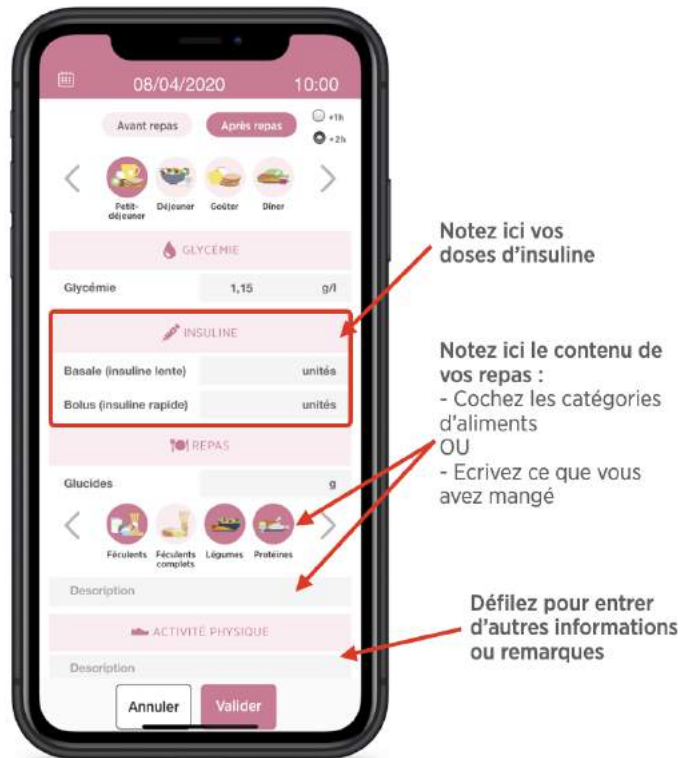 08/04/2020 10:00
Avant repas Après repas +1h
+2h
Petit-déjeuner Déjeuner Goûter Dîner
GLYCÉMIE
Glycémie 1,15 g/l
INSULINE
Basale (insuline lente) unités
Bolus (insuline rapide) unités
REPAS
Glucides g
Féculents Féculents complets Légumes Protéines
Description
ACTIVITÉ PHYSIQUE
Description
Annuler Valider
Notez ici vos
doses d'insuline
Notez ici le contenu de
vos repas :
- Cochez les catégories
d'aliments
OU
- Ecrivez ce que vous
avez mangé
Défilez pour entrer
d'autres informations
ou remarques